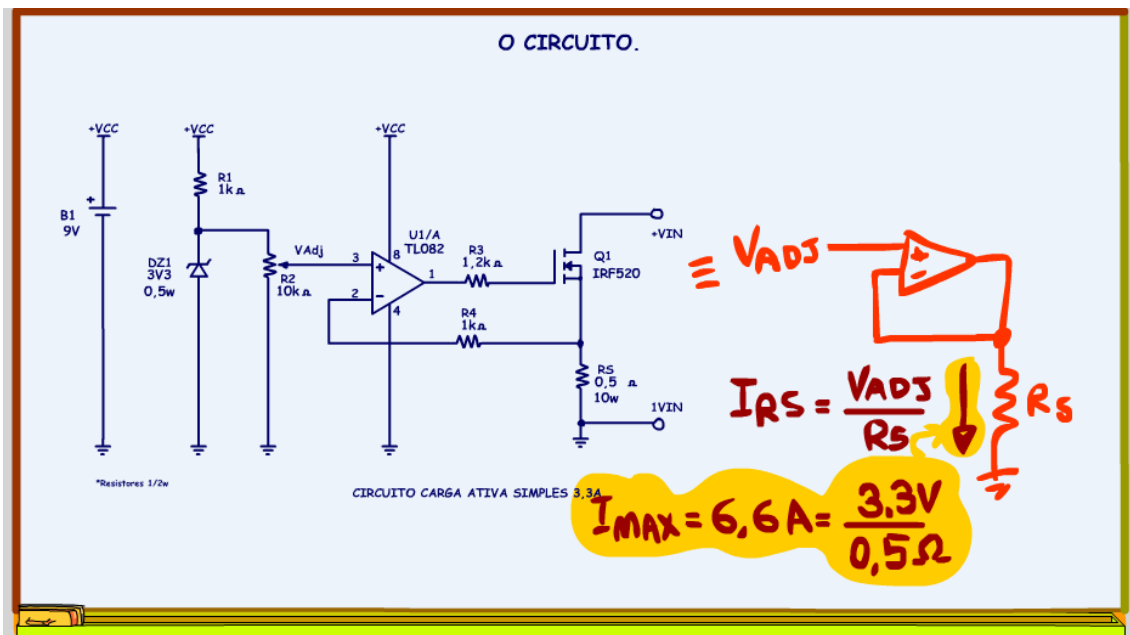 O CIRCUITO.
+VCC
+VCC
+VCC
R1
1kΩ
B1
9V
+
DZ1
3V3
0,5w
VAdj
R2
10kΩ
U1/A
TL082
3
+
8
2
-
4
1
R3
1,2kΩ
R4
1kΩ
Q1
IRF520
+VIN
RS
0,5 Ω
10w
1VIN
≡ VADJ
+
-
RS
IRS = VADJ
RS
*Resistores 1/2w
CIRCUITO CARGA ATIVA SIMPLES 3,3A
IMAX = 6,6A = 3.3V
0,5Ω